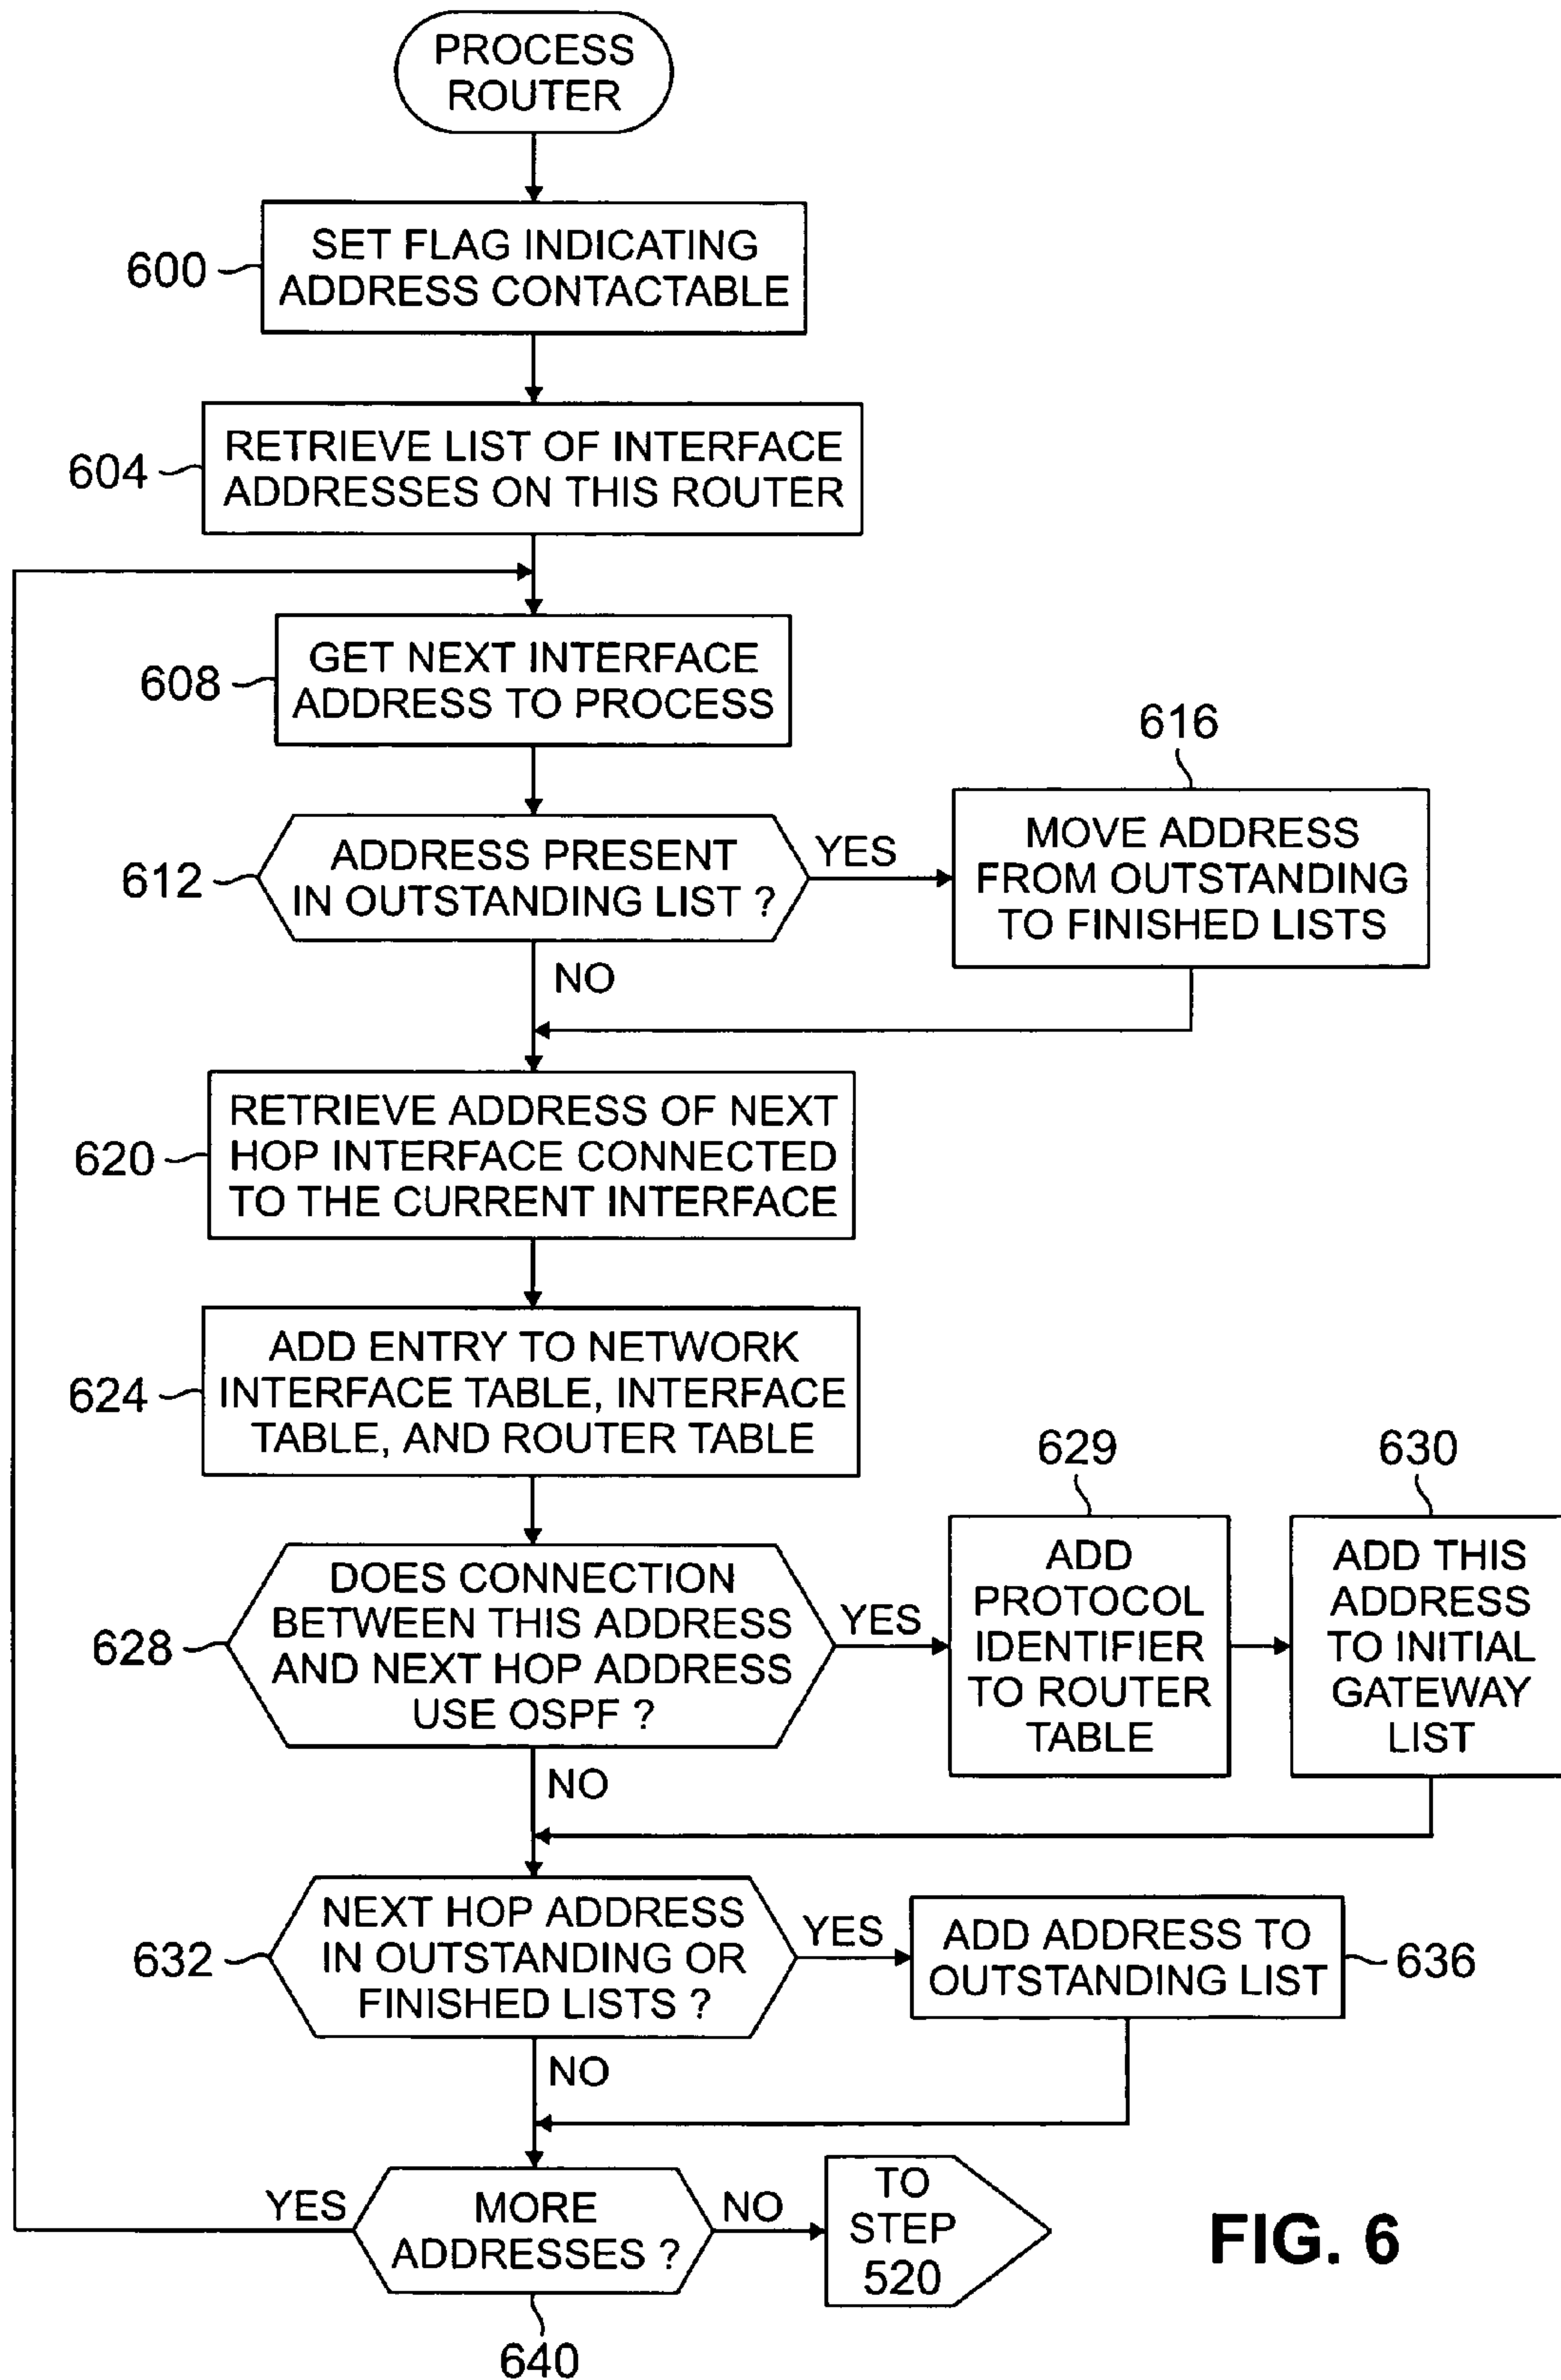 PROCESS
ROUTER
600
SET FLAG INDICATING
ADDRESS CONTACTABLE
604
RETRIEVE LIST OF INTERFACE
ADDRESSES ON THIS ROUTER
608
GET NEXT INTERFACE
ADDRESS TO PROCESS
612
ADDRESS PRESENT
IN OUTSTANDING LIST ?
YES
616
MOVE ADDRESS
FROM OUTSTANDING
TO FINISHED LISTS
NO
620
RETRIEVE ADDRESS OF NEXT
HOP INTERFACE CONNECTED
TO THE CURRENT INTERFACE
624
ADD ENTRY TO NETWORK
INTERFACE TABLE, INTERFACE
TABLE, AND ROUTER TABLE
628
DOES CONNECTION
BETWEEN THIS ADDRESS
AND NEXT HOP ADDRESS
USE OSPF ?
YES
629
ADD
PROTOCOL
IDENTIFIER
TO ROUTER
TABLE
630
ADD THIS
ADDRESS
TO INITIAL
GATEWAY
LIST
NO
632
NEXT HOP ADDRESS
IN OUTSTANDING OR
FINISHED LISTS ?
YES
ADD ADDRESS TO
OUTSTANDING LIST
636
NO
YES
MORE
ADDRESSES ?
640
NO
TO
STEP
520
FIG. 6